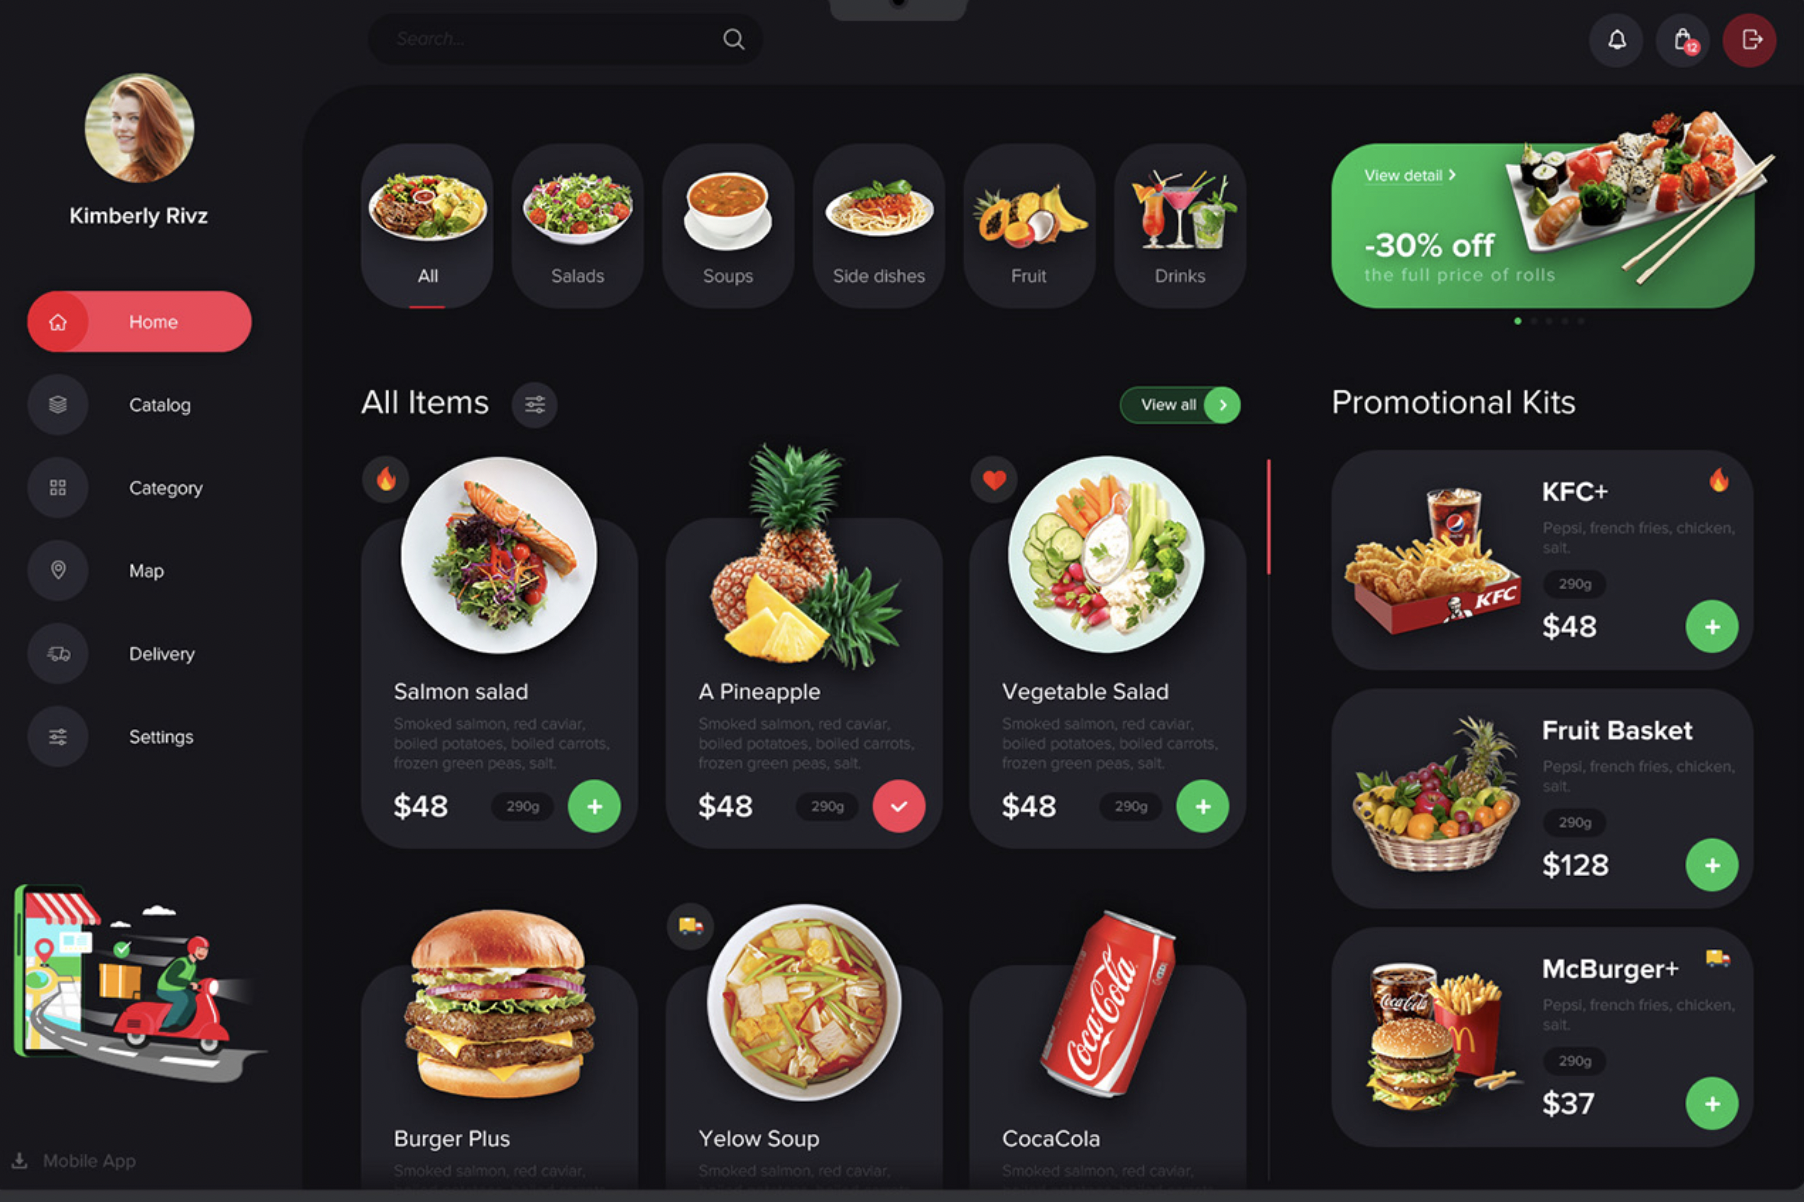 Search...
12
Kimberly Rivz
Home
Catalog
Category
Map
Delivery
Settings
Mobile App
All
Salads
Soups
Side dishes
Fruit
Drinks
View detail
-30% off
the full price of rolls
All Items
View all
Salmon salad
Smoked salmon, red caviar,
boiled potatoes, boiled carrots,
frozen green peas, salt.
$48
290g
A Pineapple
Smoked salmon, red caviar,
boiled potatoes, boiled carrots,
frozen green peas, salt.
$48
290g
Vegetable Salad
Smoked salmon, red caviar,
boiled potatoes, boiled carrots,
frozen green peas, salt.
$48
290g
Burger Plus
Smoked salmon, red caviar,
Yelow Soup
Smoked salmon, red caviar,
Coca-Cola
CocaCola
Smoked salmon, red caviar,
Promotional Kits
KFC
KFC+
Pepsi, french fries, chicken,
salt.
290g
$48
Fruit Basket
Pepsi, french fries, chicken,
salt.
290g
$128
Coca-Cola
McBurger+
Pepsi, french fries, chicken,
salt.
290g
$37